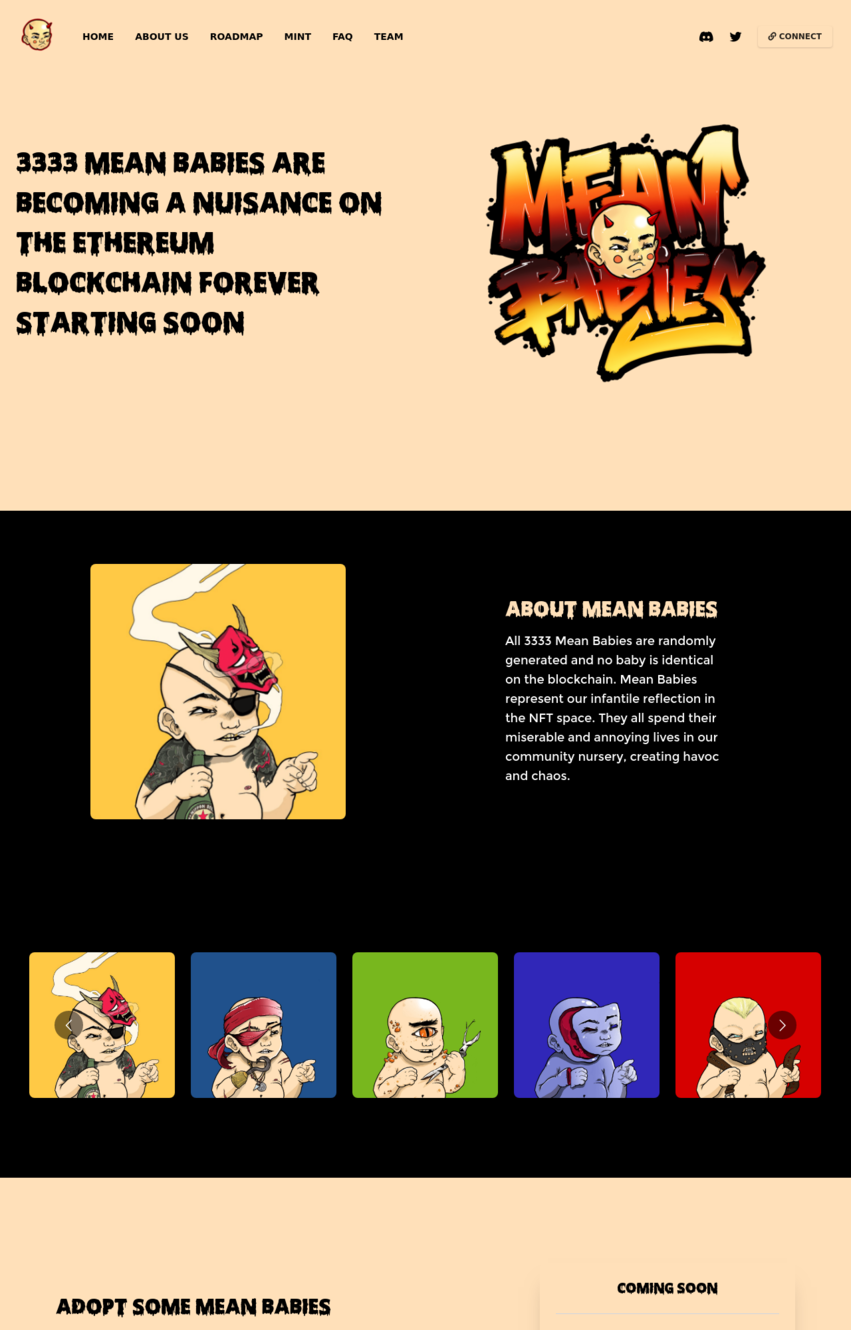 HOME ABOUT US ROADMAP MINT FAQ TEAM CONNECT
3333 MEAN BABIES ARE
BECOMING A NUISANCE ON
THE ETHEREUM
BLOCKCHAIN FOREVER
STARTING SOON
MEAN
BABIES
ABOUT MEAN BABIES
All 3333 Mean Babies are randomly
generated and no baby is identical
on the blockchain. Mean Babies
represent our infantile reflection in
the NFT space. They all spend their
miserable and annoying lives in our
community nursery, creating havoc
and chaos.
COMING SOON
ADOPT SOME MEAN BABIES